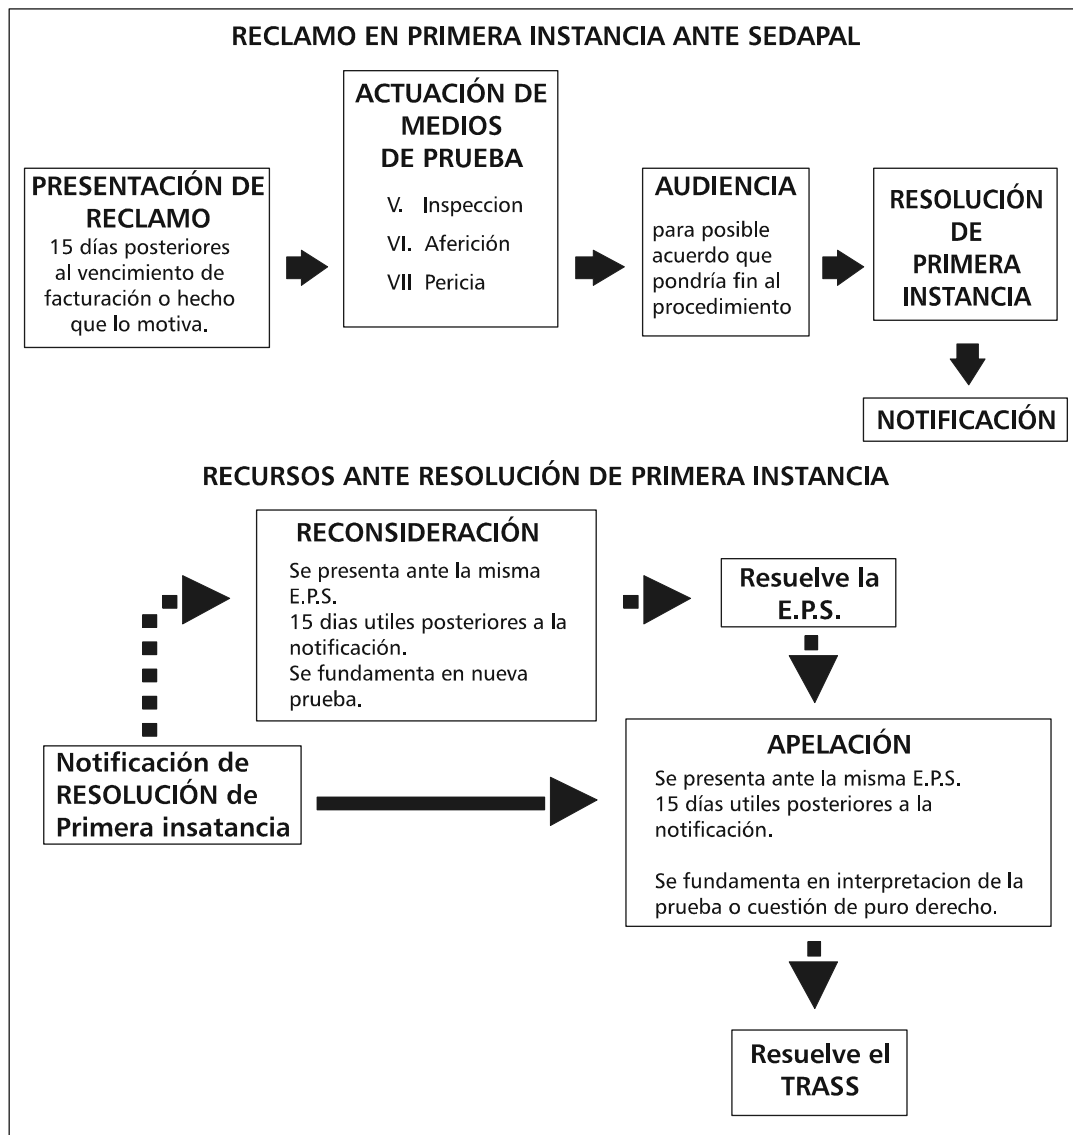 RECLAMO EN PRIMERA INSTANCIA ANTE SEDAPAL
PRESENTACIÓN DE
RECLAMO
15 días posteriores
al vencimiento de
facturación o hecho
que lo motiva.
ACTUACIÓN DE
MEDIOS
DE PRUEBA
V. Inspeccion
VI. Aferición
VII Pericia
AUDIENCIA
para posible
acuerdo que
pondría fin al
procedimiento
RESOLUCIÓN
DE
PRIMERA
INSTANCIA
NOTIFICACIÓN
RECURSOS ANTE RESOLUCIÓN DE PRIMERA INSTANCIA
RECONSIDERACIÓN
Se presenta ante la misma
E.P.S.
15 dias utiles posteriores a la
notificación.
Se fundamenta en nueva
prueba.
Resuelve la
E.P.S.
Notificación de
RESOLUCIÓN de
Primera insatancia
APELACIÓN
Se presenta ante la misma E.P.S.
15 días utiles posteriores a la
notificación.
Se fundamenta en interpretacion de la
prueba o cuestión de puro derecho.
Resuelve el
TRASS